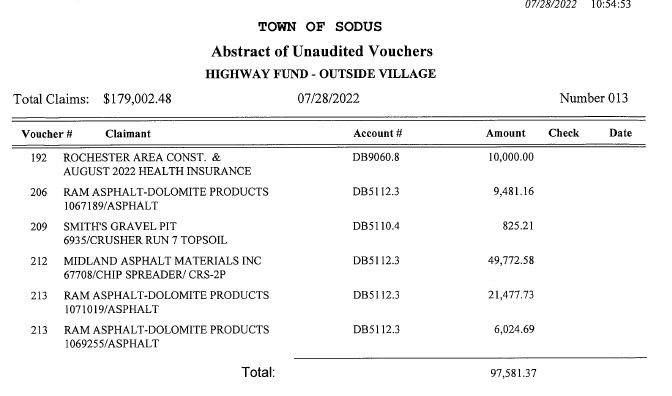 07/28/2022 10:54:53
TOWN OF SODUS
Abstract of Unaudited Vouchers
HIGHWAY FUND - OUTSIDE VILLAGE
Total Claims: $179,002.48 07/28/2022 Number 013
Voucher # Claimant Account # Amount Check Date
192 ROCHESTER AREA CONST. & DB9060.8 10,000.00
AUGUST 2022 HEALTH INSURANCE
206 RAM ASPHALT-DOLOMITE PRODUCTS DB5112.3 9,481.16
1067189/ASPHALT
209 SMITH'S GRAVEL PIT DB5110.4 825.21
6935/CRUSHER RUN 7 TOPSOIL
212 MIDLAND ASPHALT MATERIALS INC DB5112.3 49,772.58
67708/CHIP SPREADER/ CRS-2P
213 RAM ASPHALT-DOLOMITE PRODUCTS DB5112.3 21,477.73
1071019/ASPHALT
213 RAM ASPHALT-DOLOMITE PRODUCTS DB5112.3 6,024.69
1069255/ASPHALT
Total: 97,581.37